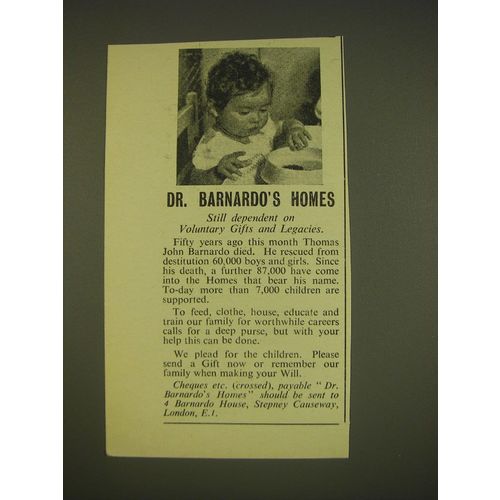 DR. BARNARDO'S HOMES
Still dependent on
Voluntary Gifts and Legacies.
Fifty years ago this month Thomas
John Barnardo died. He rescued from
destitution 60,000 boys and girls. Since
his death, a further 87,000 have come
into the Homes that bear his name.
To-day more than 7,000 children are
supported.
To feed, clothe, house, educate and
train our family for worthwhile careers
calls for a deep purse, but with your
help this can be done.
We plead for the children. Please
send a Gift now or remember our
family when making your Will.
Cheques etc. (crossed), payable "Dr.
Barnardo's Homes" should be sent to
4 Barnardo House, Stepney Causeway,
London, E.1.